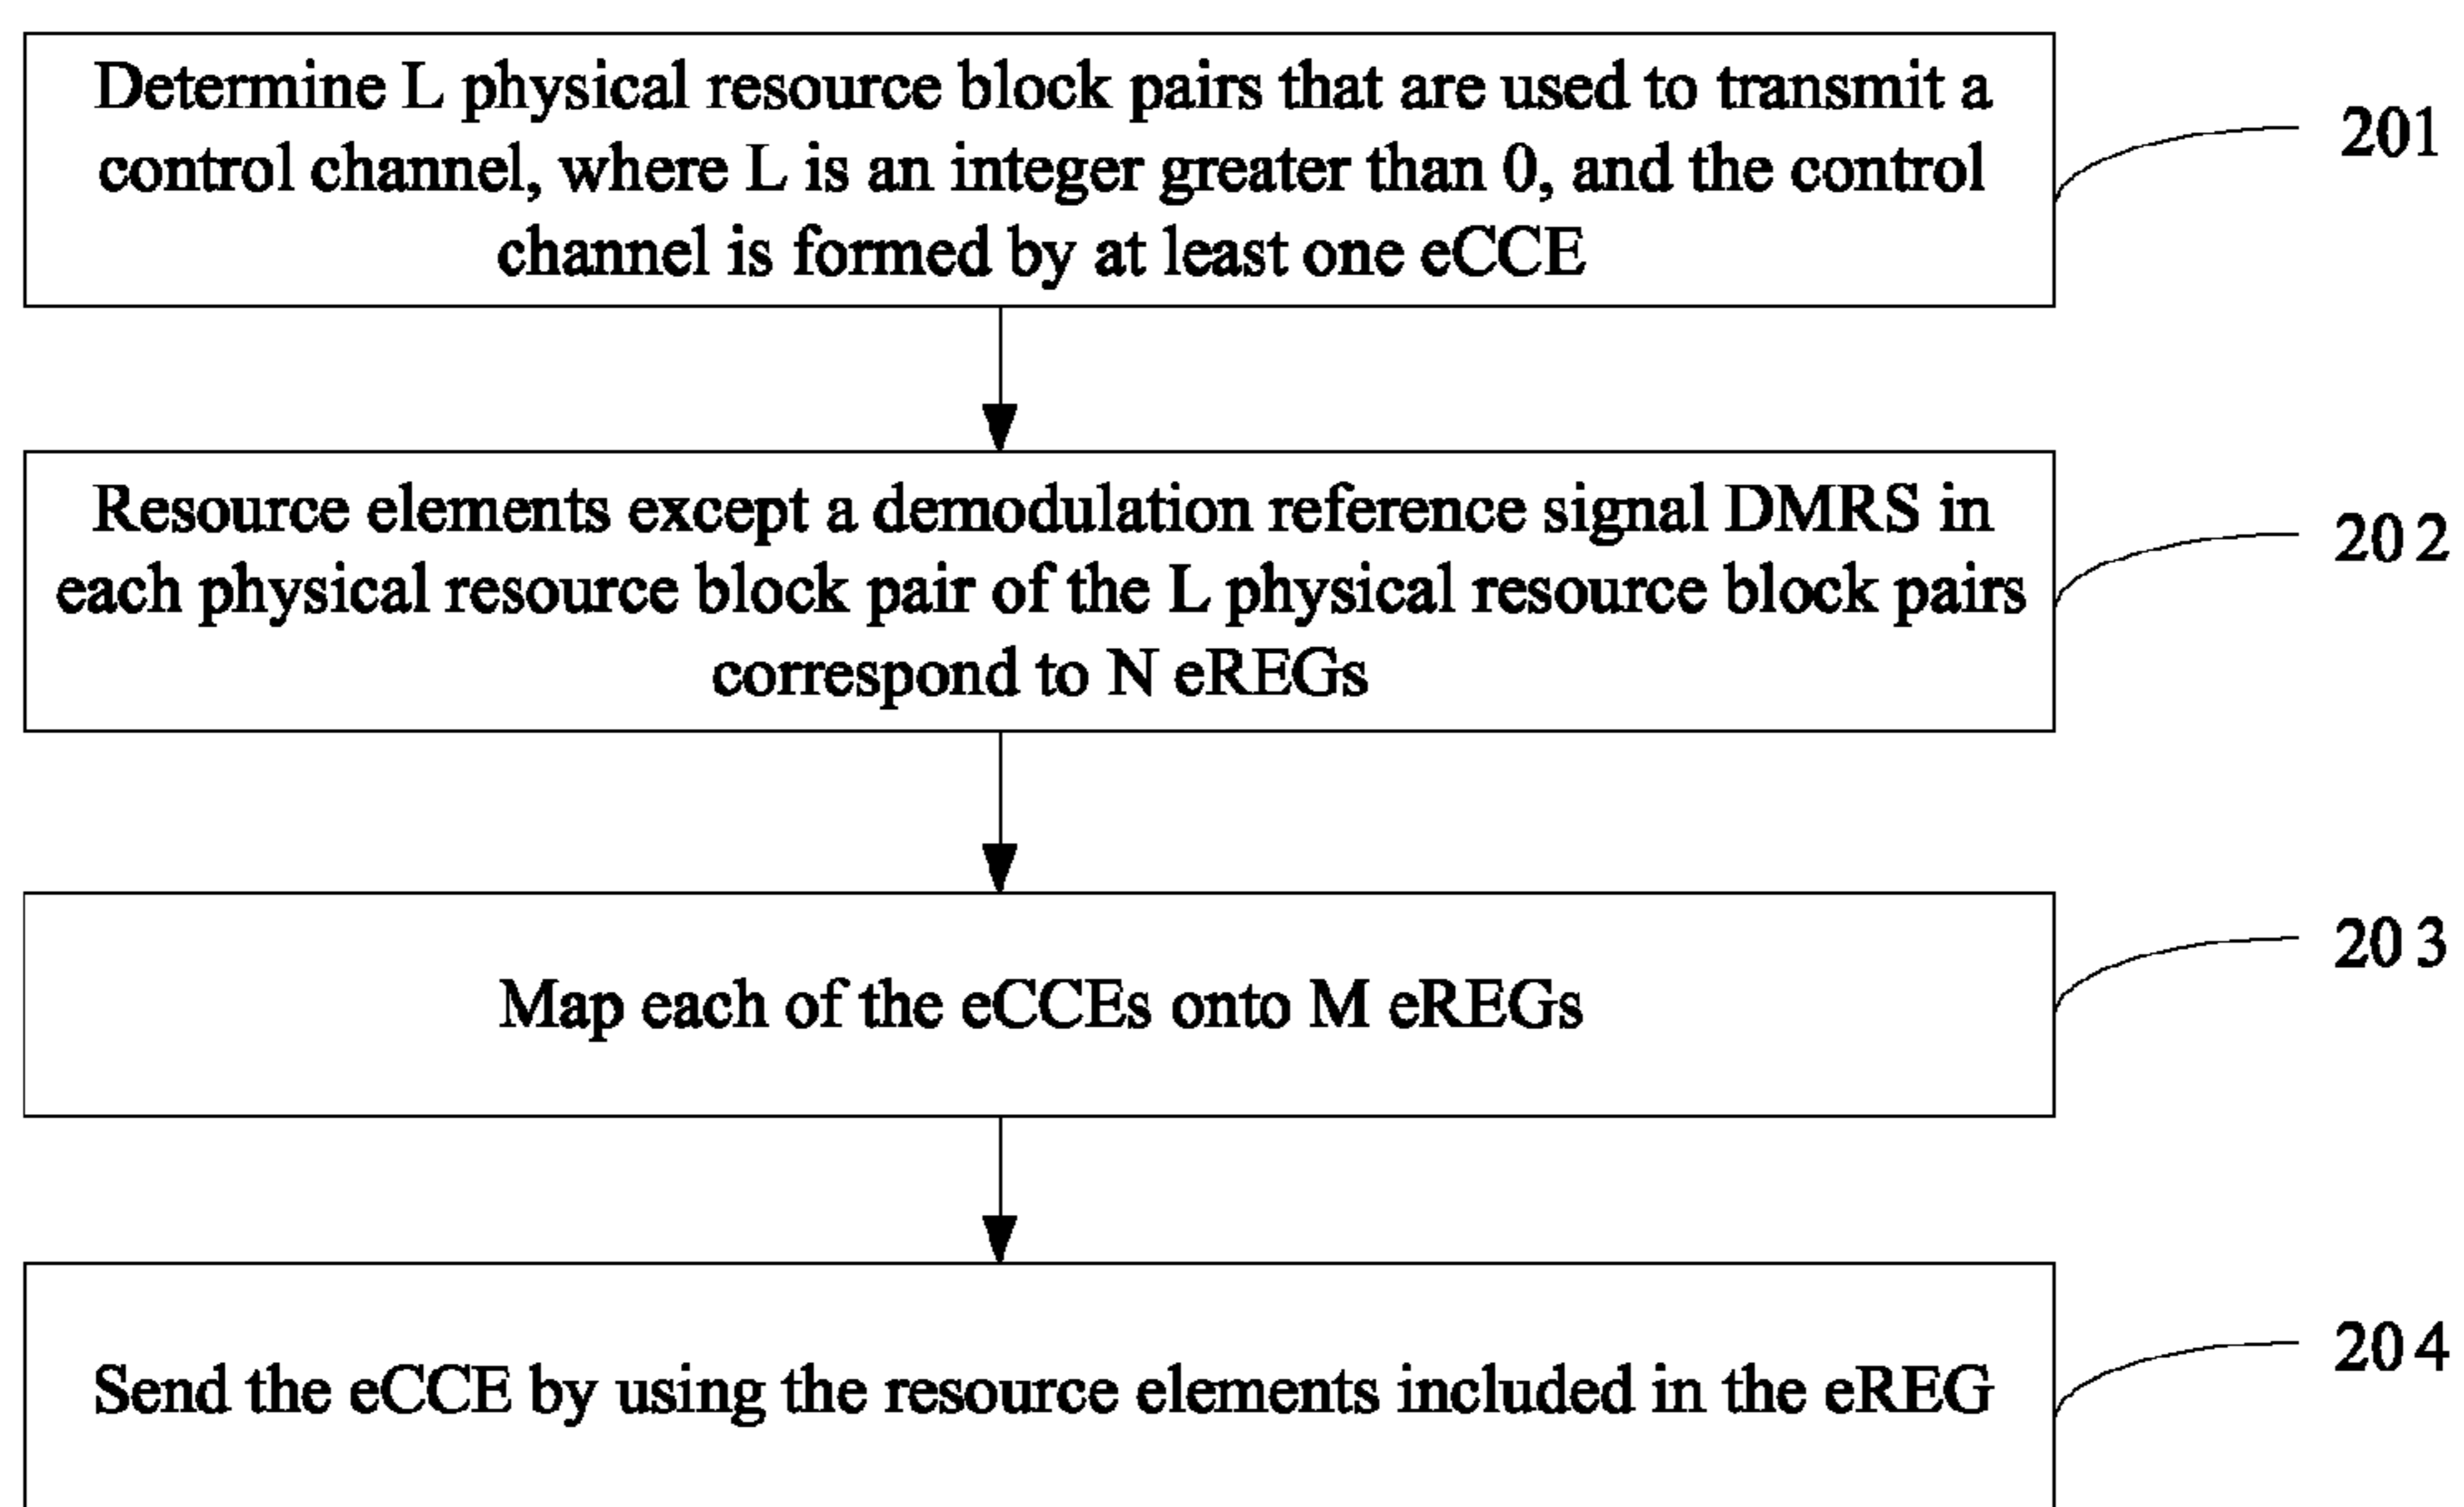 Determine L physical resource block pairs that are used to transmit a
control channel, where L is an integer greater than 0, and the control
channel is formed by at least one eCCE
201
Resource elements except a demodulation reference signal DMRS in
each physical resource block pair of the L physical resource block pairs
correspond to N eREGs
202
Map each of the eCCEs onto M eREGs
203
Send the eCCE by using the resource elements included in the eREG
204